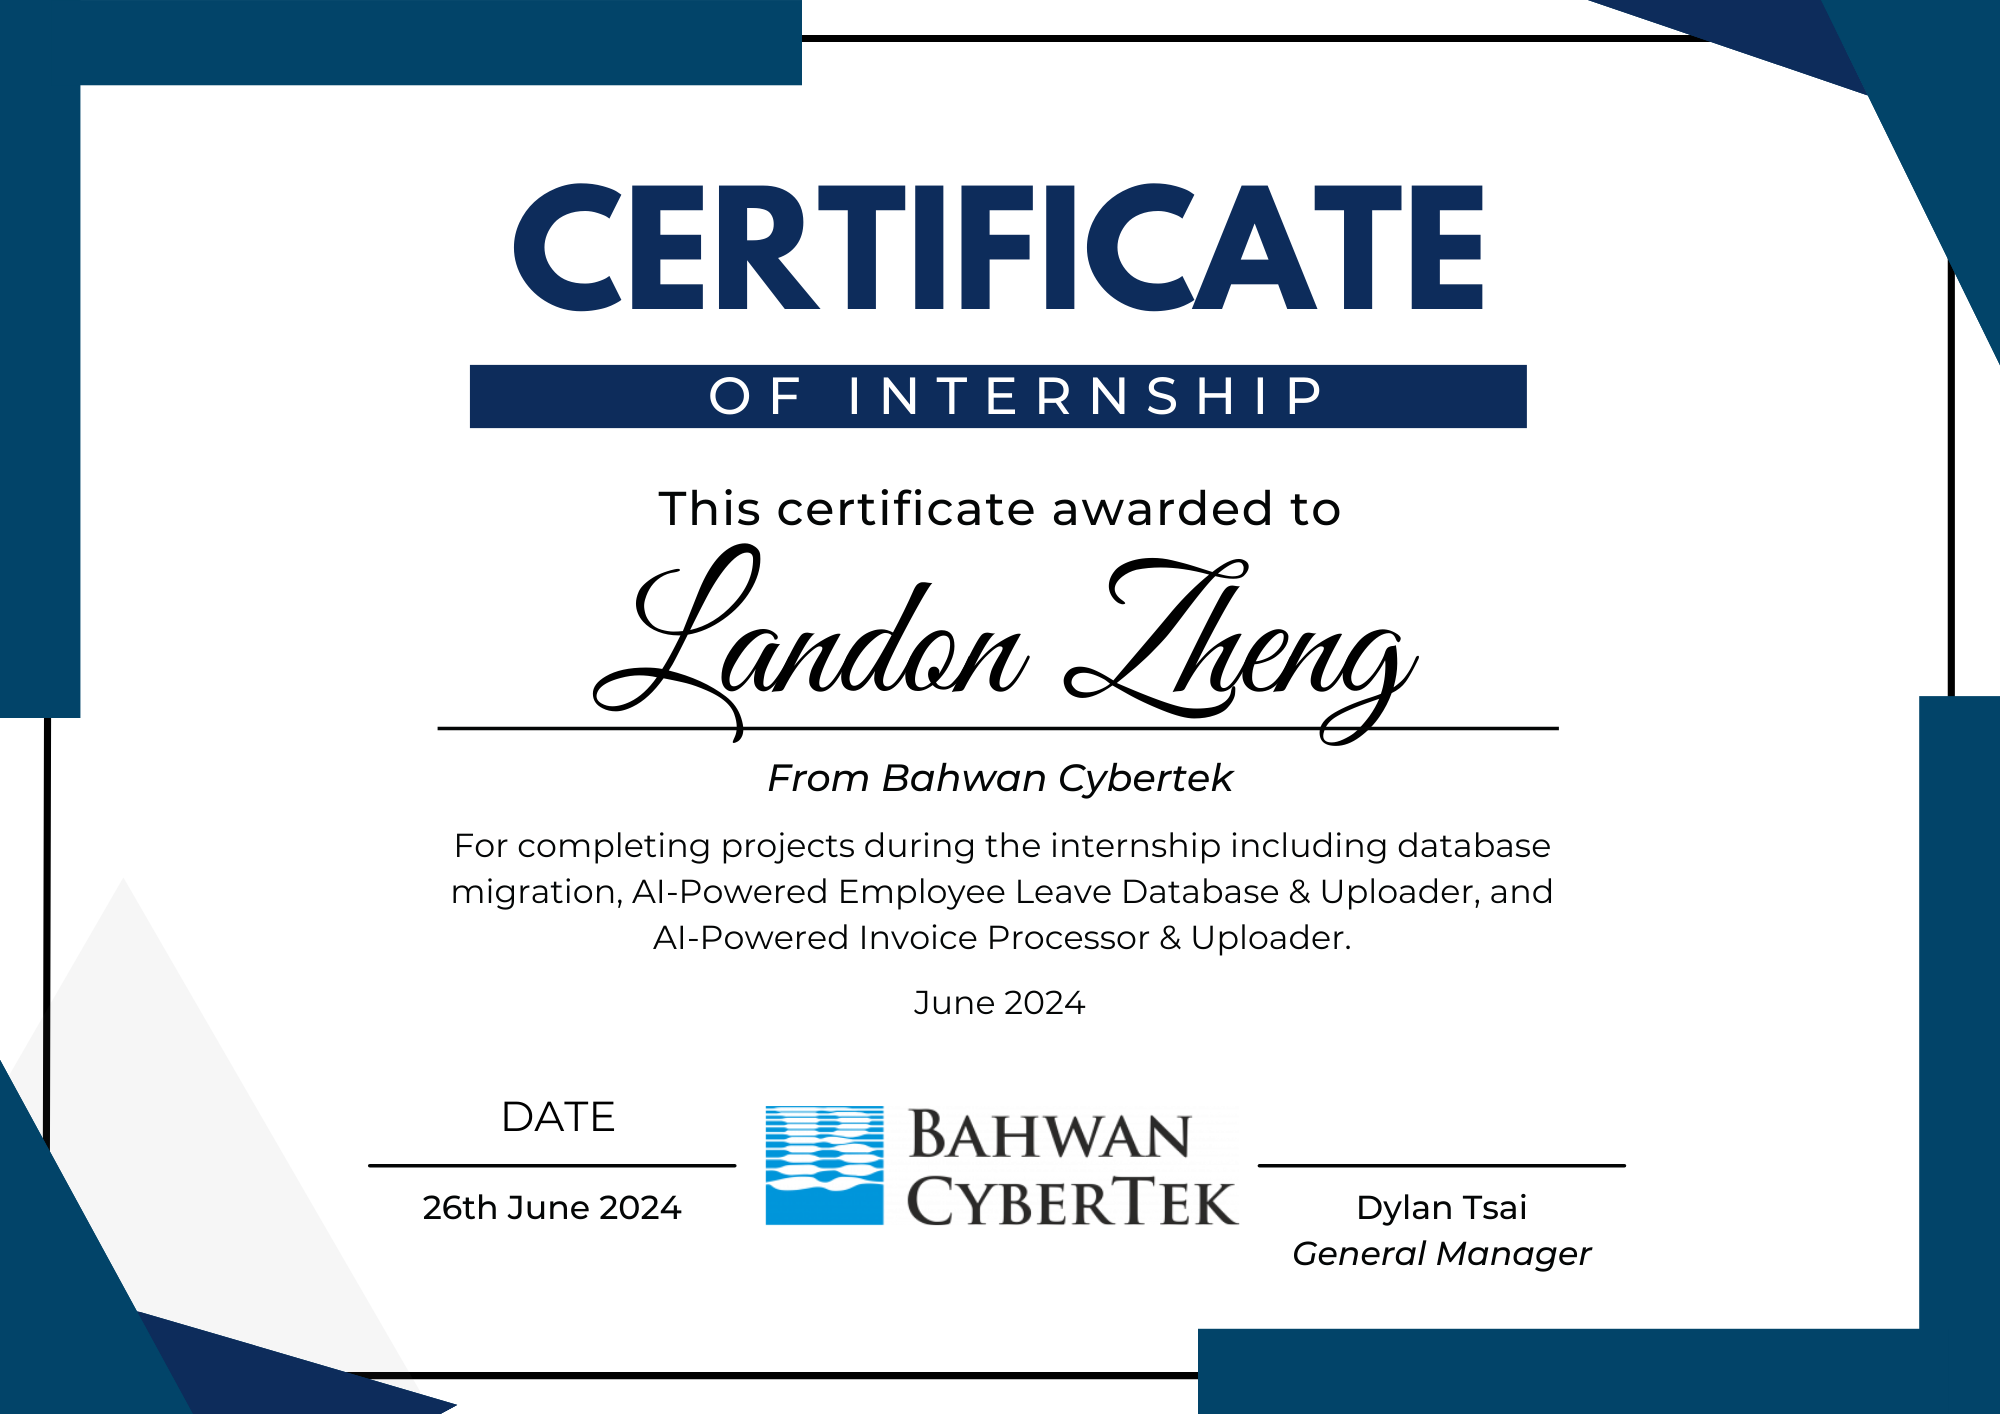 CERTIFICATE
OF INTERNSHIP
This certificate awarded to
Landon Zheng
From Bahwan Cybertek
For completing projects during the internship including database
migration, AI-Powered Employee Leave Database & Uploader, and
AI-Powered Invoice Processor & Uploader.
June 2024
DATE
26th June 2024
BAHWAN
CYBERTEK
Dylan Tsai
General Manager